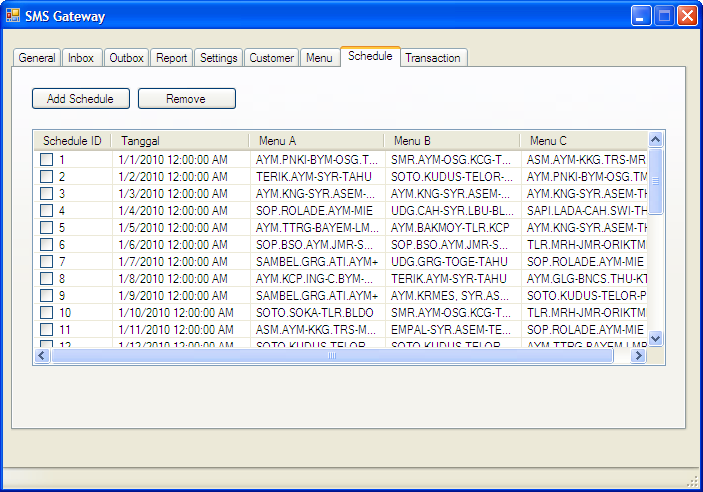 SMS Gateway
General Inbox Outbox Report Settings Customer Menu Schedule Transaction
Add Schedule Remove
Schedule ID Tanggal Menu A Menu B Menu C
1 1/1/2010 12:00:00 AM AYM.PNKI-BYM-OSG.T... SMR.AYM-OSG.KCG-T... ASM.AYM-KKG.TRS-MR
2 1/2/2010 12:00:00 AM TERIK.AYM-SYR-TAHU SOTO.KUDUS-TELOR-... AYM.PNKI-BYM-OSG.TM
3 1/3/2010 12:00:00 AM AYM.KNG-SYR.ASEM-... AYM.KNG-SYR.ASEM-... AYM.KNG-SYR.ASEM-TH
4 1/4/2010 12:00:00 AM SOP.ROLADE.AYM-MIE UDG.CAH-SYR.LBU-BL... SAPI.LADA-CAH.SWI-TH
5 1/5/2010 12:00:00 AM AYM.TTRG-BAYEM-LM... AYM.BAKMOY-TLR.KCP AYM.KNG-SYR.ASEM-TH
6 1/6/2010 12:00:00 AM SOP.BSO.AYM.JMR-S... SOP.BSO.AYM.JMR-S... TLR.MRH-JMR-ORIKTM
7 1/7/2010 12:00:00 AM SAMBEL.GRG.ATI.AYM+ UDG.GRG-TOGE-TAHU SOP.ROLADE.AYM-MIE
8 1/8/2010 12:00:00 AM AYM.KCP.ING-C.BYM-... TERIK.AYM-SYR-TAHU AYM.GLG-BNCS.THU-KT
9 1/9/2010 12:00:00 AM SAMBEL.GRG.ATI.AYM+ AYM.KRMES, SYR.AS... SOTO.KUDUS-TELOR-P
10 1/10/2010 12:00:00 AM SOTO.SOKA-TLR.BLDO SMR.AYM-OSG.KCG-T... TLR.MRH-JMR-ORIKTM
11 1/11/2010 12:00:00 AM ASM.AYM-KKG.TRS-M... EMPAL-SYR.ASEM-TE... SOP.ROLADE.AYM-MIE
12 1/12/2010 12:00:00 AM SOTO.KUDUS-TELOR-... SOTO.KUDUS-TELOR-... AYM.TTRG-BAYEM-LMR